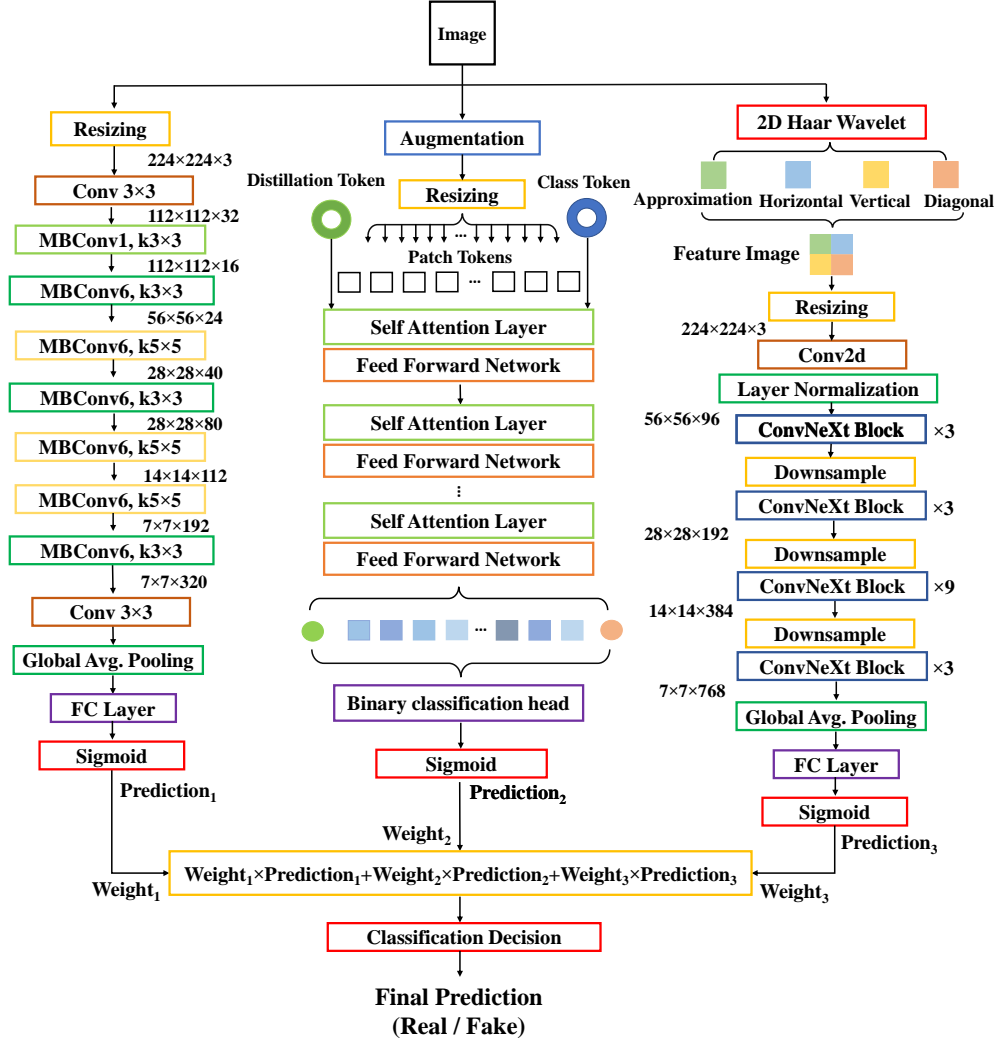 Image
Resizing
224×224×3
Conv 3×3
112×112×32
MBConv1, k3×3
112×112×16
MBConv6, k3×3
56×56×24
MBConv6, k5×5
28×28×40
MBConv6, k3×3
28×28×80
MBConv6, k5×5
14×14×112
MBConv6, k5×5
7×7×192
MBConv6, k3×3
7×7×320
Conv 3×3
Global Avg. Pooling
FC Layer
Sigmoid
Prediction₁
Weight₁
Augmentation
Distillation Token
Resizing
Class Token
...
Patch Tokens
...
Self Attention Layer
Feed Forward Network
Self Attention Layer
Feed Forward Network
...
Self Attention Layer
Feed Forward Network
...
Binary classification head
Sigmoid
Prediction₂
Weight₂
2D Haar Wavelet
Approximation Horizontal Vertical Diagonal
Feature Image
Resizing
224×224×3
Conv2d
Layer Normalization
56×56×96
ConvNeXt Block ×3
Downsample
ConvNeXt Block ×3
28×28×192
Downsample
ConvNeXt Block ×9
14×14×384
Downsample
ConvNeXt Block ×3
7×7×768
Global Avg. Pooling
FC Layer
Sigmoid
Prediction₃
Weight₃
Weight₁×Prediction₁+Weight₂×Prediction₂+Weight₃×Prediction₃
Classification Decision
Final Prediction
(Real / Fake)